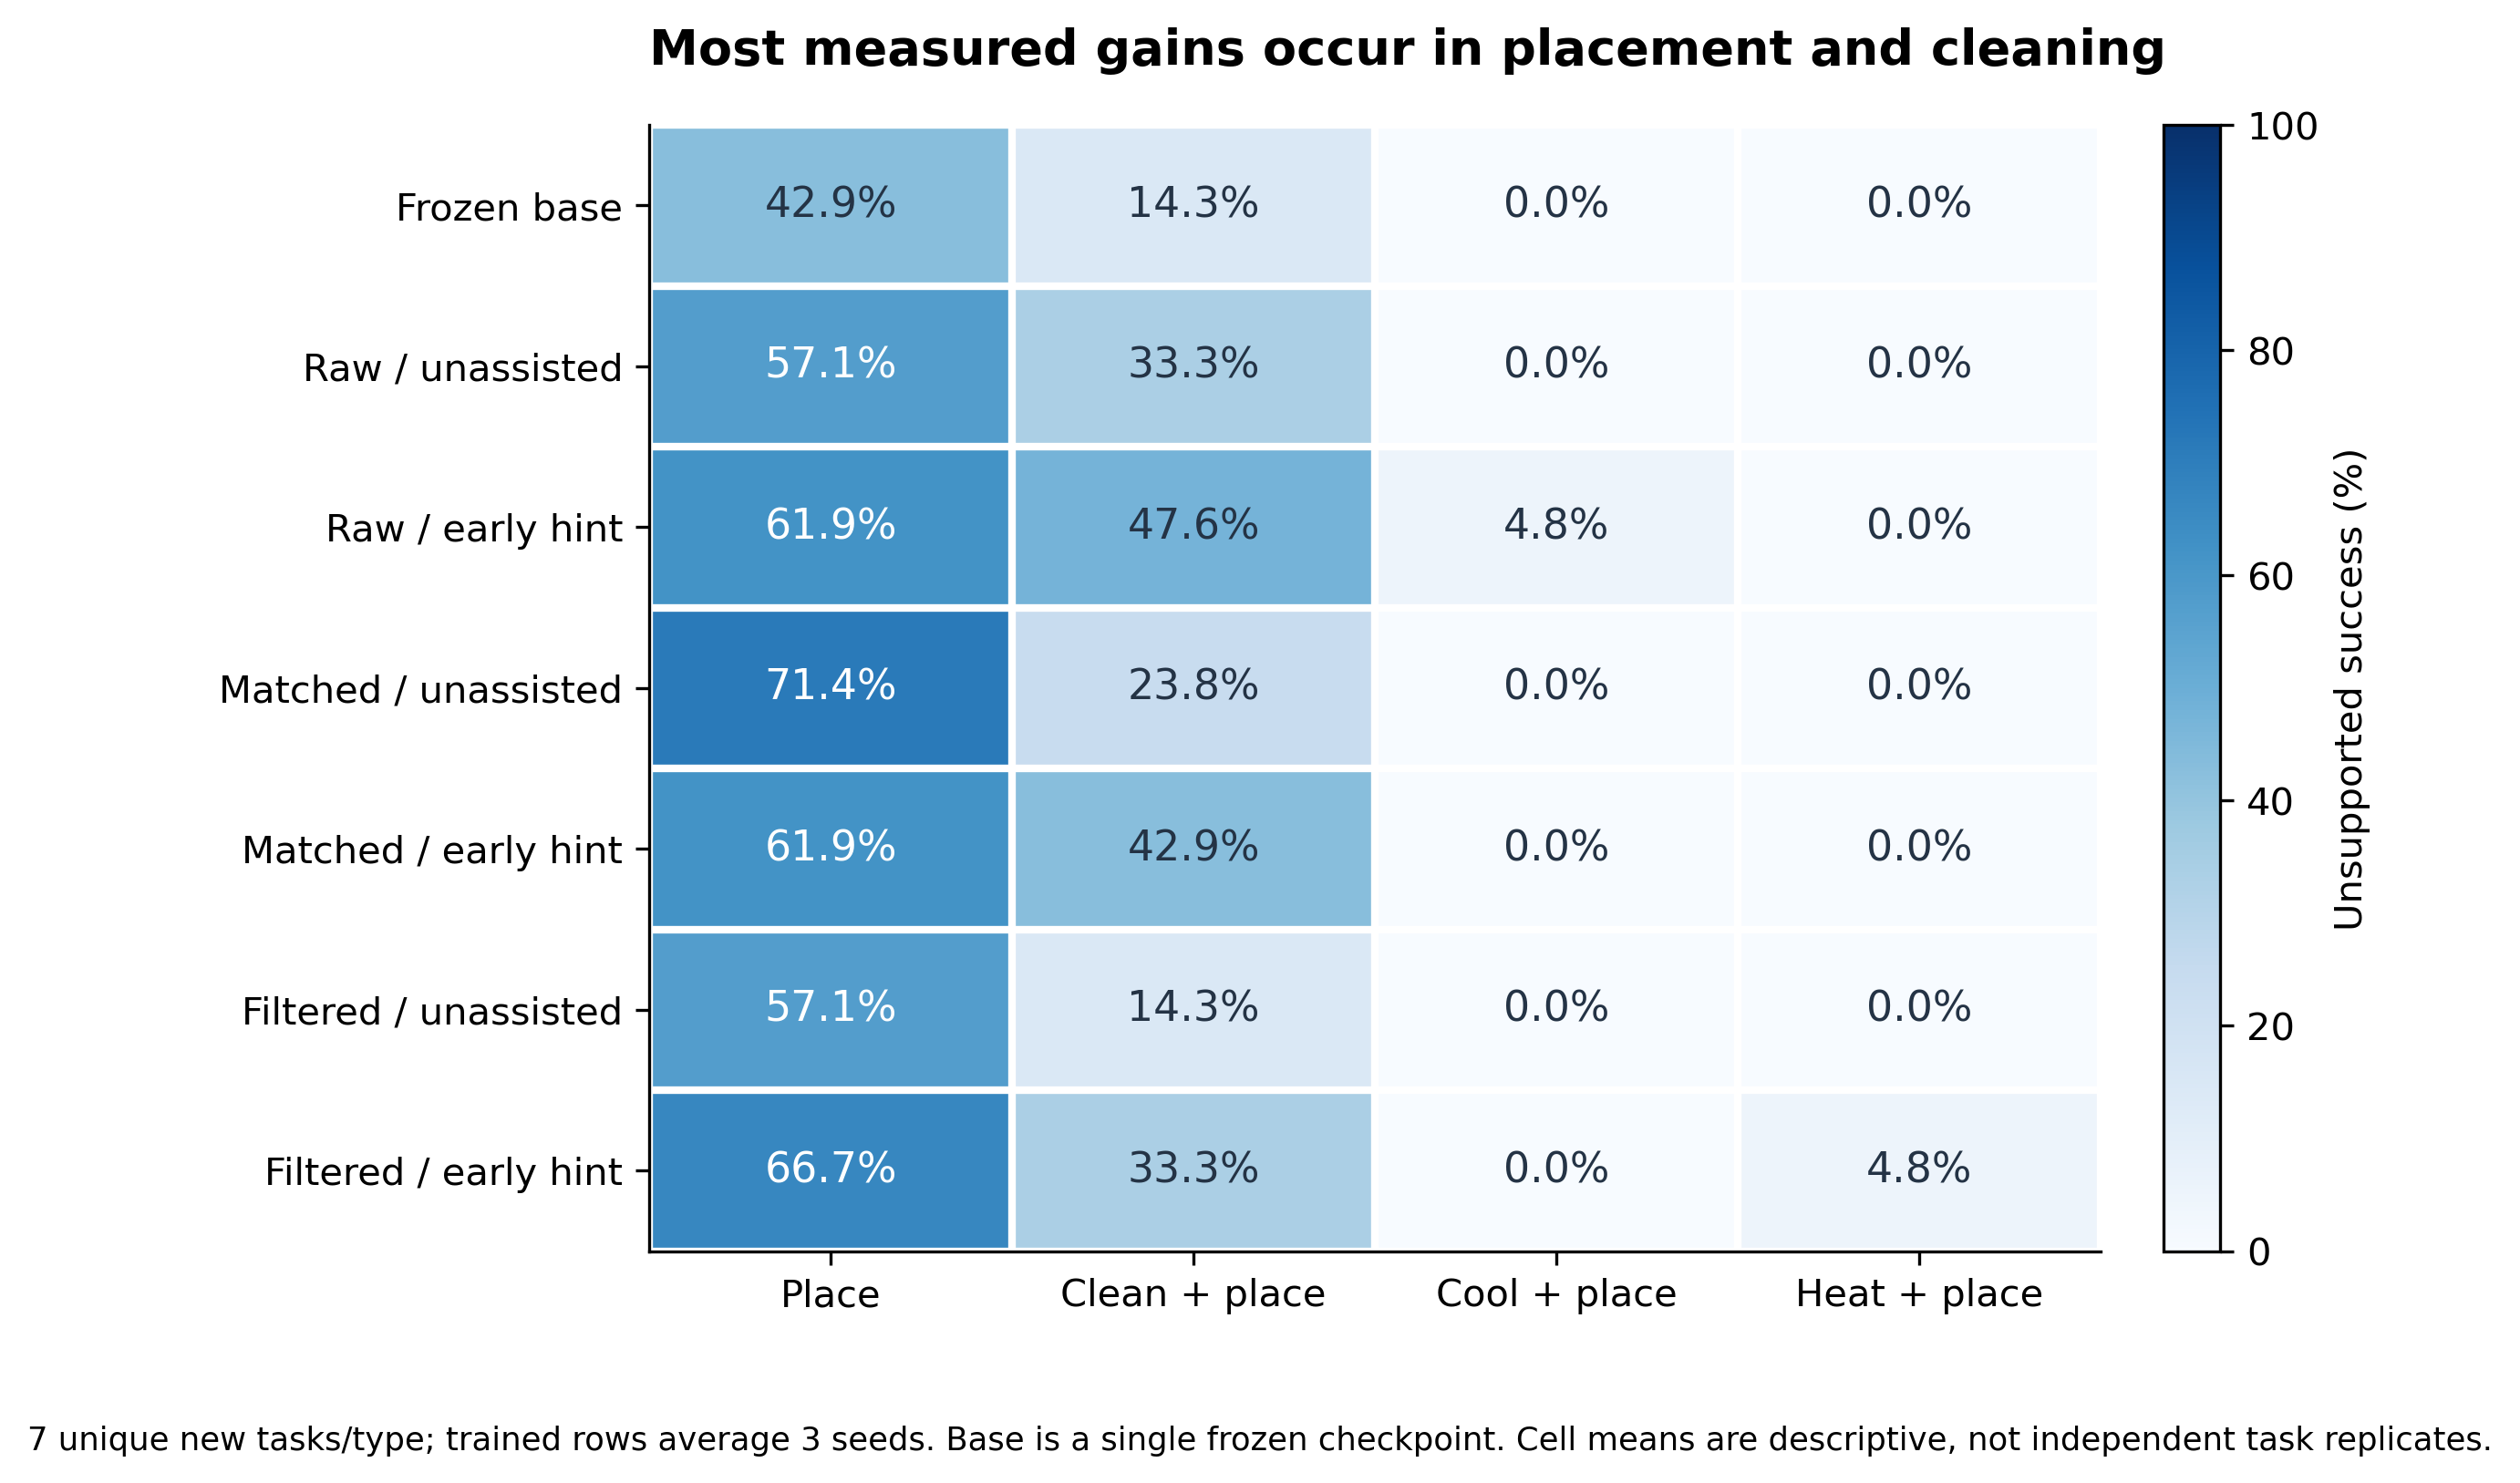 Most measured gains occur in placement and cleaning
Frozen base 42.9% 14.3% 0.0% 0.0%
Raw / unassisted 57.1% 33.3% 0.0% 0.0%
Raw / early hint 61.9% 47.6% 4.8% 0.0%
Matched / unassisted 71.4% 23.8% 0.0% 0.0%
Matched / early hint 61.9% 42.9% 0.0% 0.0%
Filtered / unassisted 57.1% 14.3% 0.0% 0.0%
Filtered / early hint 66.7% 33.3% 0.0% 4.8%
Place Clean + place Cool + place Heat + place
100
80
60
40
20
0
Unsupported success (%)
7 unique new tasks/type; trained rows average 3 seeds. Base is a single frozen checkpoint. Cell means are descriptive, not independent task replicates.